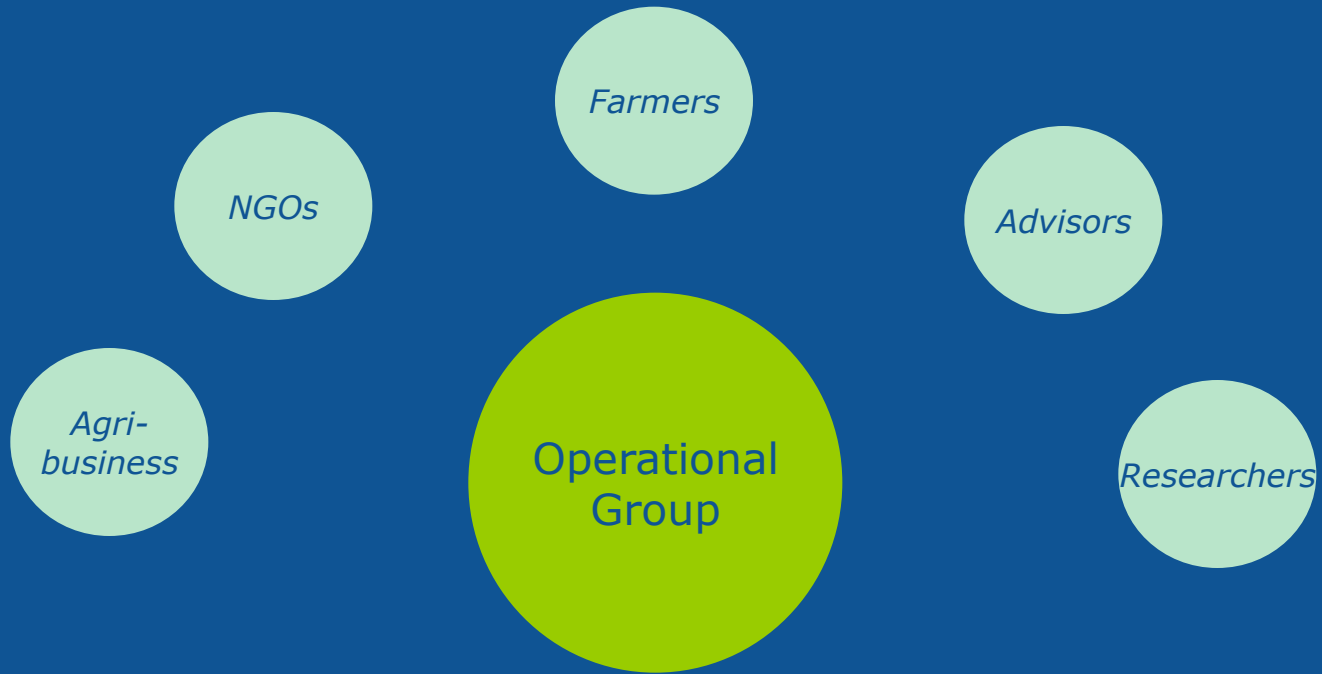 Farmers
NGOs
Advisors
Agri-
business
Operational
Group
Researchers